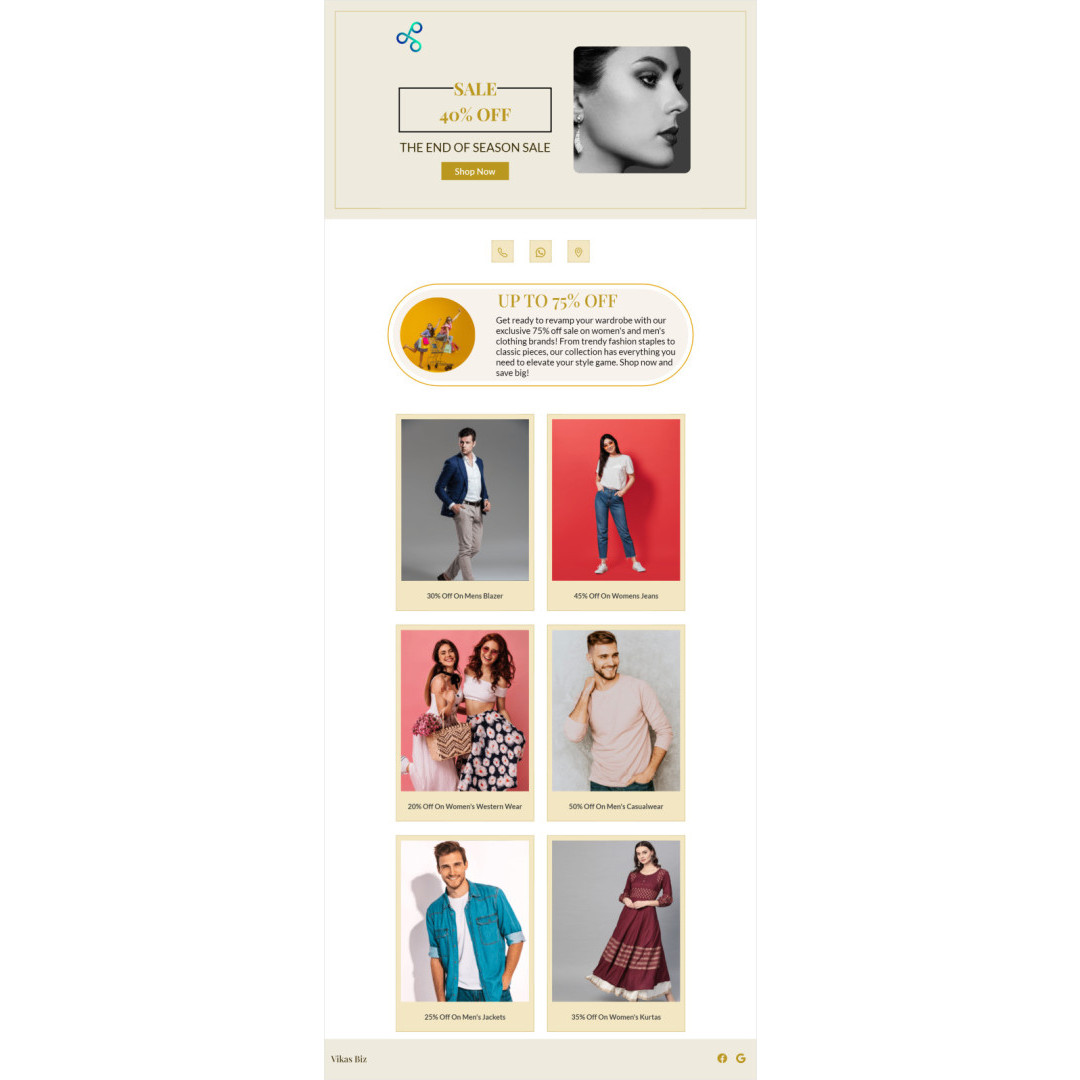 SALE
40% OFF
THE END OF SEASON SALE
Shop Now
UP TO 75% OFF
Get ready to revamp your wardrobe with our
exclusive 75% off sale on women's and men's
clothing brands! From trendy fashion staples to
classic pieces, our collection has everything you
need to elevate your style game. Shop now and
save big!
30% Off On Mens Blazer
45% Off On Womens Jeans
20% Off On Women's Western Wear
50% Off On Men's Casualwear
25% Off On Men's Jackets
35% Off On Women's Kurtas
Vikas Biz